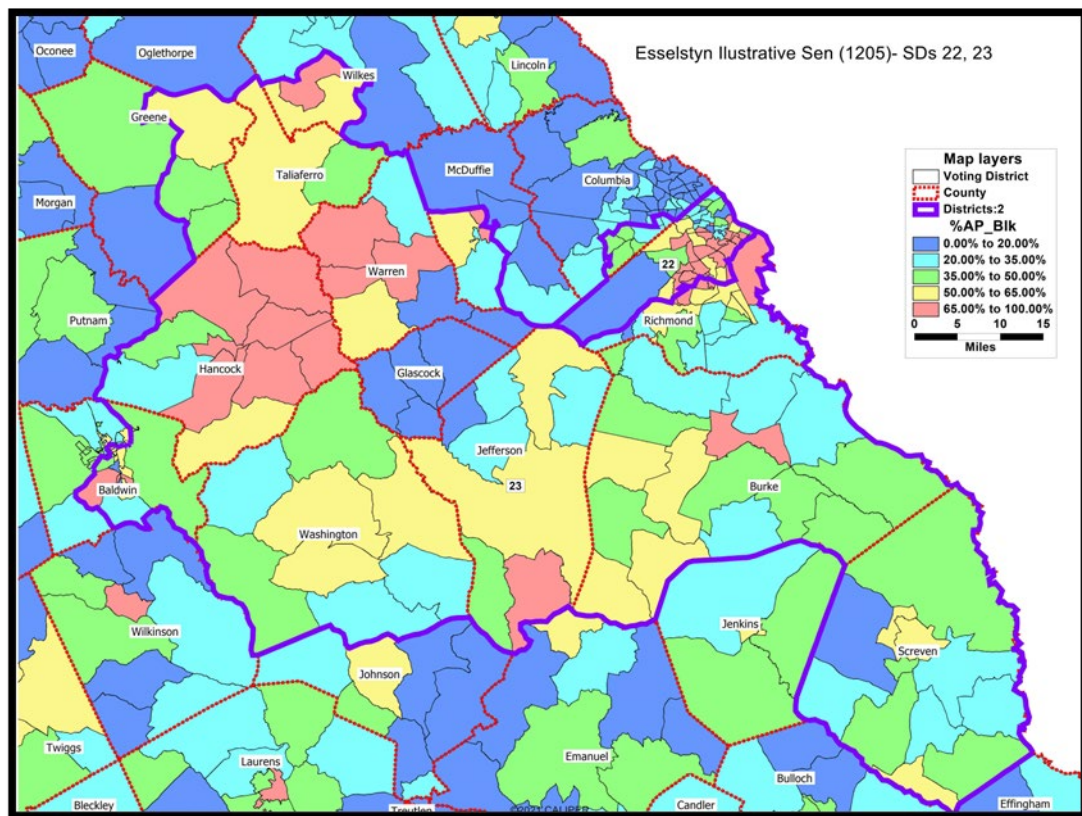 Esselstyn Ilustrative Sen (1205)- SDs 22, 23
Oconee
Oglethorpe
Wilkes
Lincoln
Greene
Taliaferro
McDuffie
Columbia
Morgan
Map layers
Voting District
County
Districts:2
%AP_Blk
0.00% to 20.00%
20.00% to 35.00%
35.00% to 50.00%
50.00% to 65.00%
65.00% to 100.00%
0 5 10 15
Miles
Warren
22
Putnam
Richmond
Hancock
Glascock
Jefferson
23
Baldwin
Burke
Washington
Wilkinson
Jenkins
Screven
Johnson
Twiggs
Laurens
Emanuel
Bulloch
Bleckley
Treutlen
©2021 CALIPER
Candler
Effingham